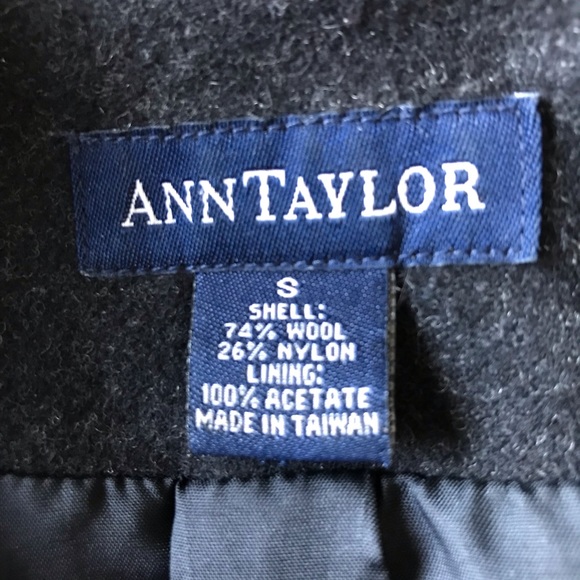 ANNTAYLOR
S
SHELL:
74% WOOL
26% NYLON
LINING:
100% ACETATE
MADE IN TAIWAN